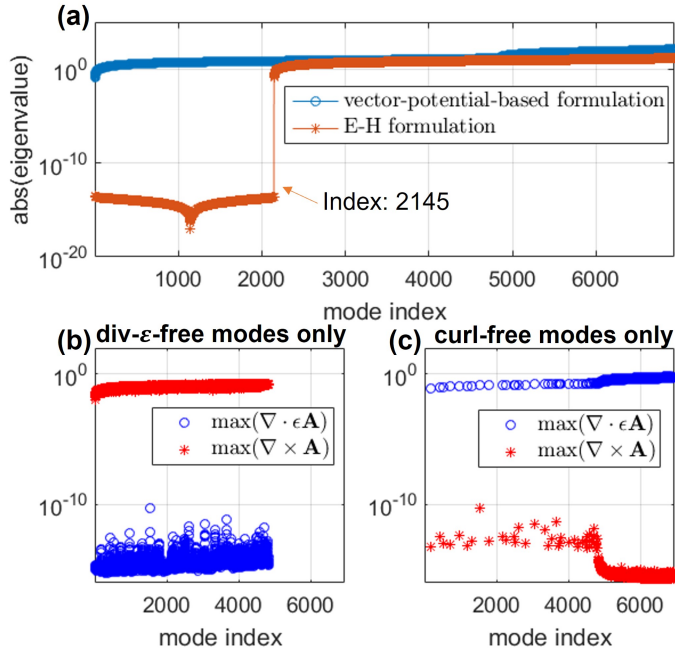 (a)
10^0
10^-10
10^-20
abs(eigenvalue)
vector-potential-based formulation
E-H formulation
Index: 2145
1000 2000 3000 4000 5000 6000
mode index
(b) div-ε-free modes only
10^0
10^-10
max(∇ · ϵA)
max(∇ × A)
2000 4000 6000
mode index
(c) curl-free modes only
10^0
10^-10
max(∇ · ϵA)
max(∇ × A)
2000 4000 6000
mode index